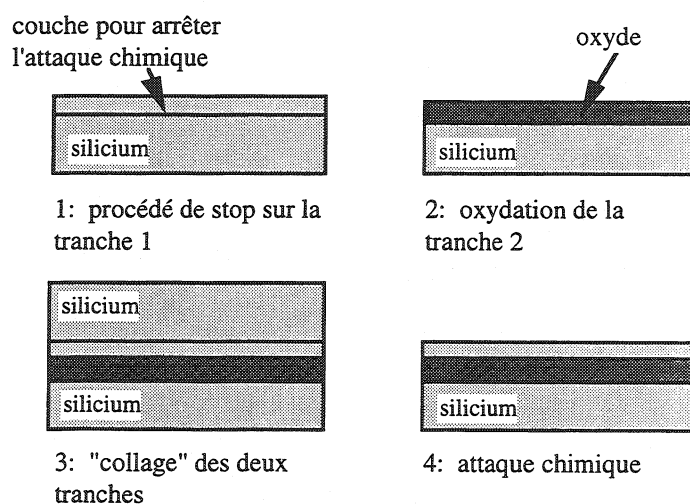 couche pour arrêter
l'attaque chimique
silicium
1: procédé de stop sur la
tranche 1
oxyde
silicium
2: oxydation de la
tranche 2
silicium
silicium
3: "collage" des deux
tranches
silicium
4: attaque chimique